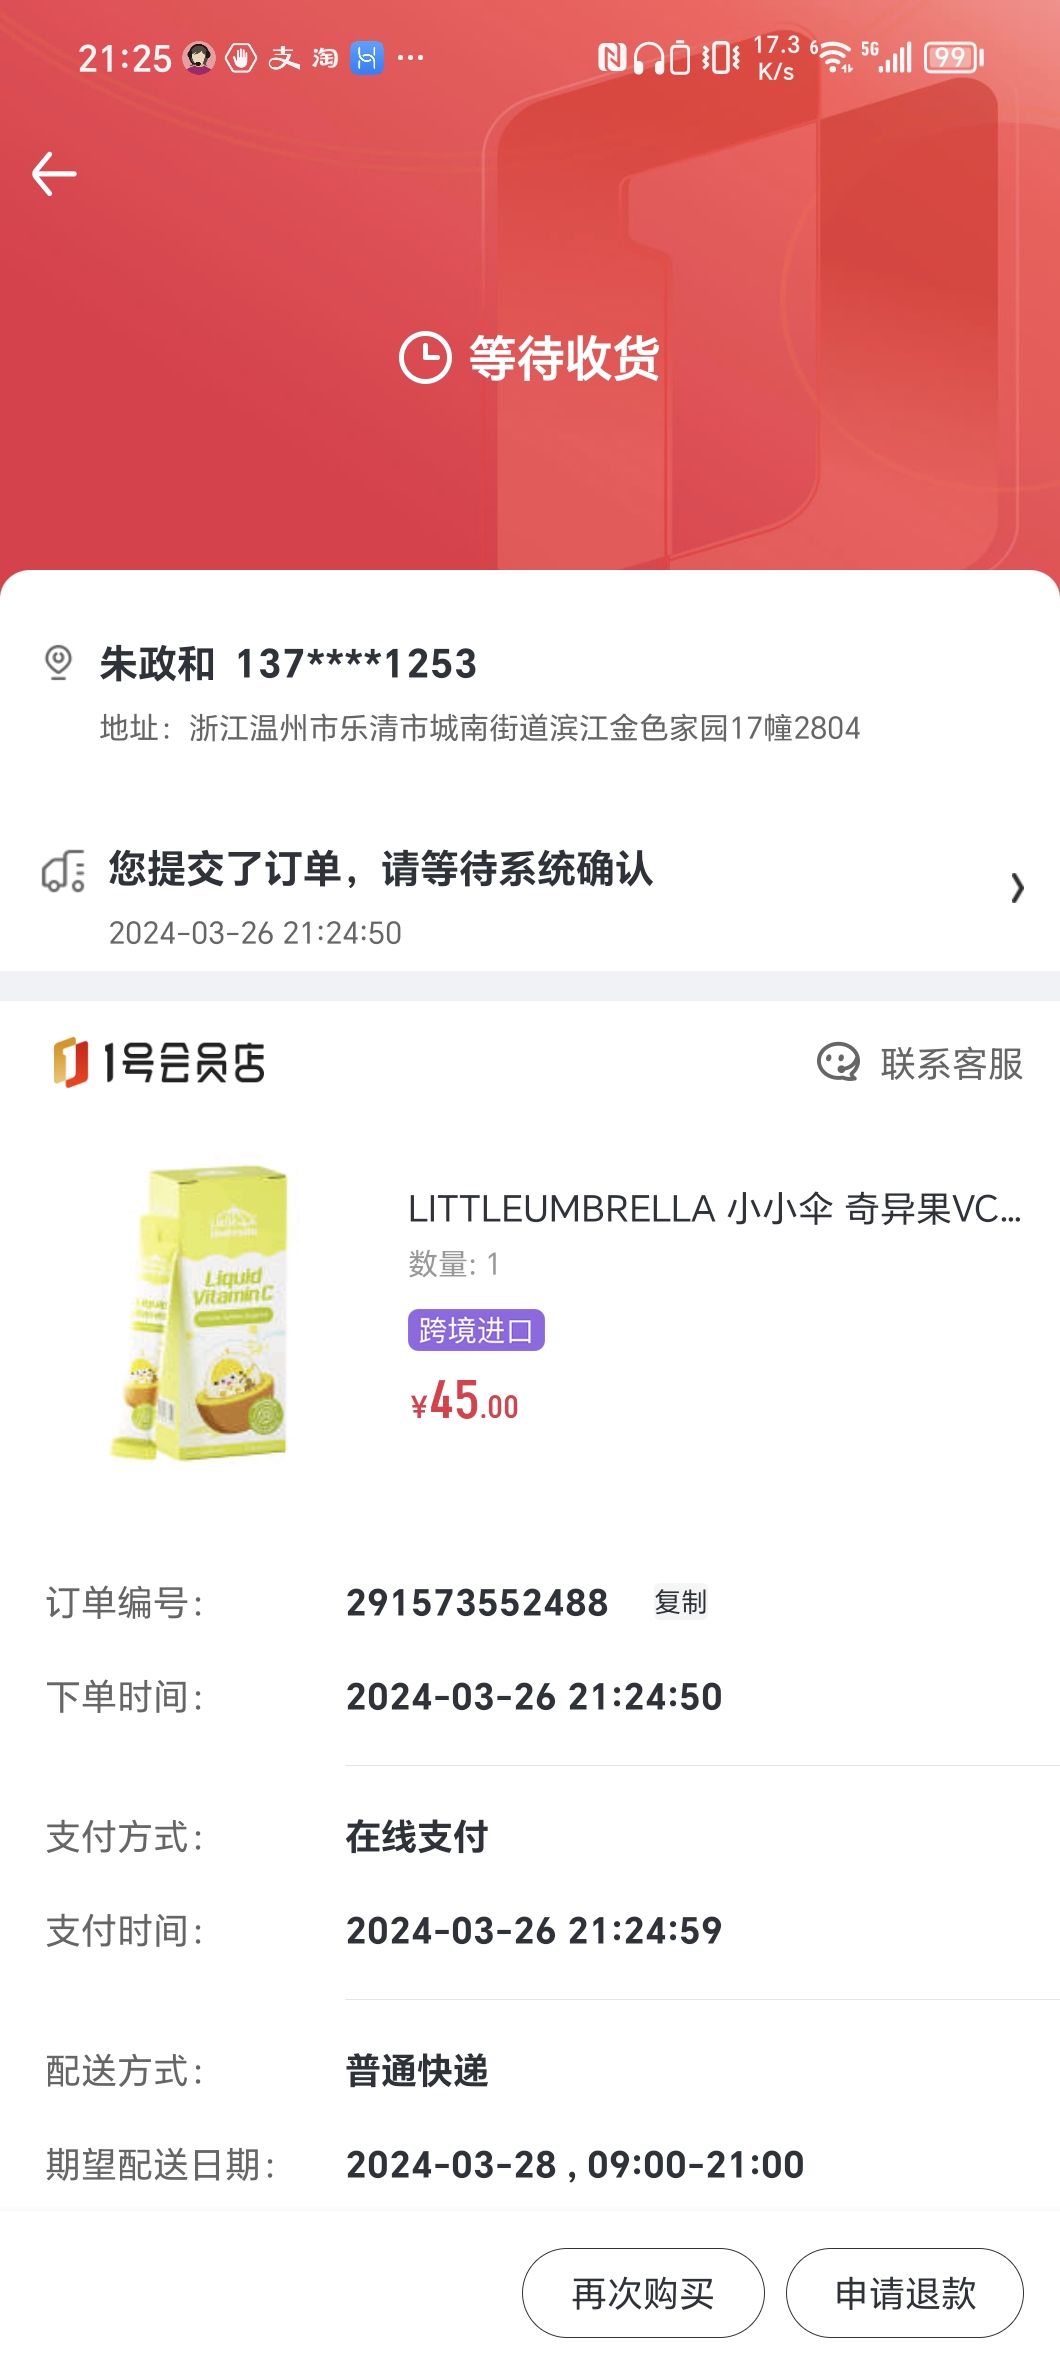 21:25 支 淘 ... 17.3 K/s 6 5G 99
等待收货
朱政和 137****1253
地址：浙江温州市乐清市城南街道滨江金色家园17幢2804
您提交了订单，请等待系统确认
2024-03-26 21:24:50
1号会员店
联系客服
LITTLEUMBRELLA 小小伞 奇异果VC...
数量: 1
跨境进口
¥45.00
Liquid
Vitamin C
订单编号：
291573552488
复制
下单时间：
2024-03-26 21:24:50
支付方式：
在线支付
支付时间：
2024-03-26 21:24:59
配送方式：
普通快递
期望配送日期：
2024-03-28 , 09:00-21:00
再次购买
申请退款